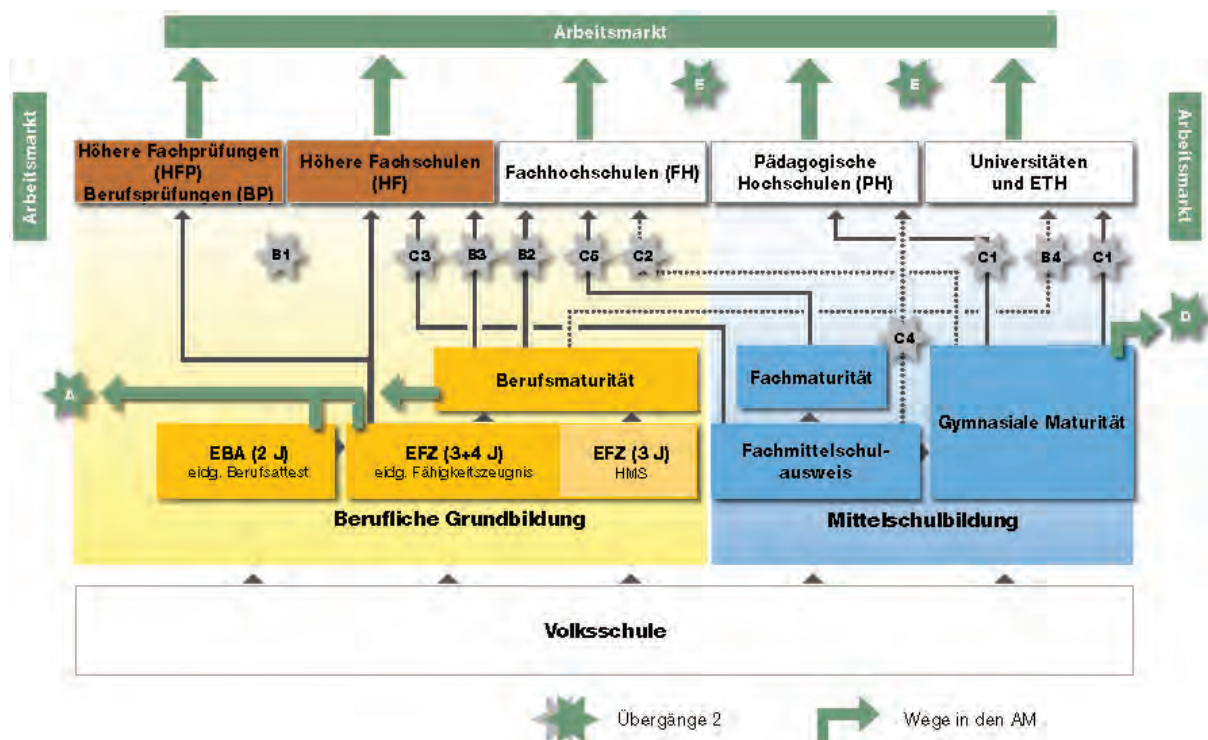 Arbeitsmarkt
E
E
Arbeitsmarkt
Arbeitsmarkt
Höhere Fachprüfungen
(HFP)
Berufsprüfungen (BP)
Höhere Fachschulen
(HF)
Fachhochschulen (FH)
Pädagogische
Hochschulen (PH)
Universitäten
und ETH
B1
C3
B3
B2
C5
C2
C1
B4
C1
D
C4
A
Berufsmaturität
Fachmaturität
Gymnasiale Maturität
EBA (2 J)
eidg. Berufsattest
EFZ (3+4 J)
eidg. Fähigkeitszeugnis
EFZ (3 J)
HMS
Fachmittelschul-
ausweis
Berufliche Grundbildung
Mittelschulbildung
Volksschule
Übergänge 2
Wege in den AM